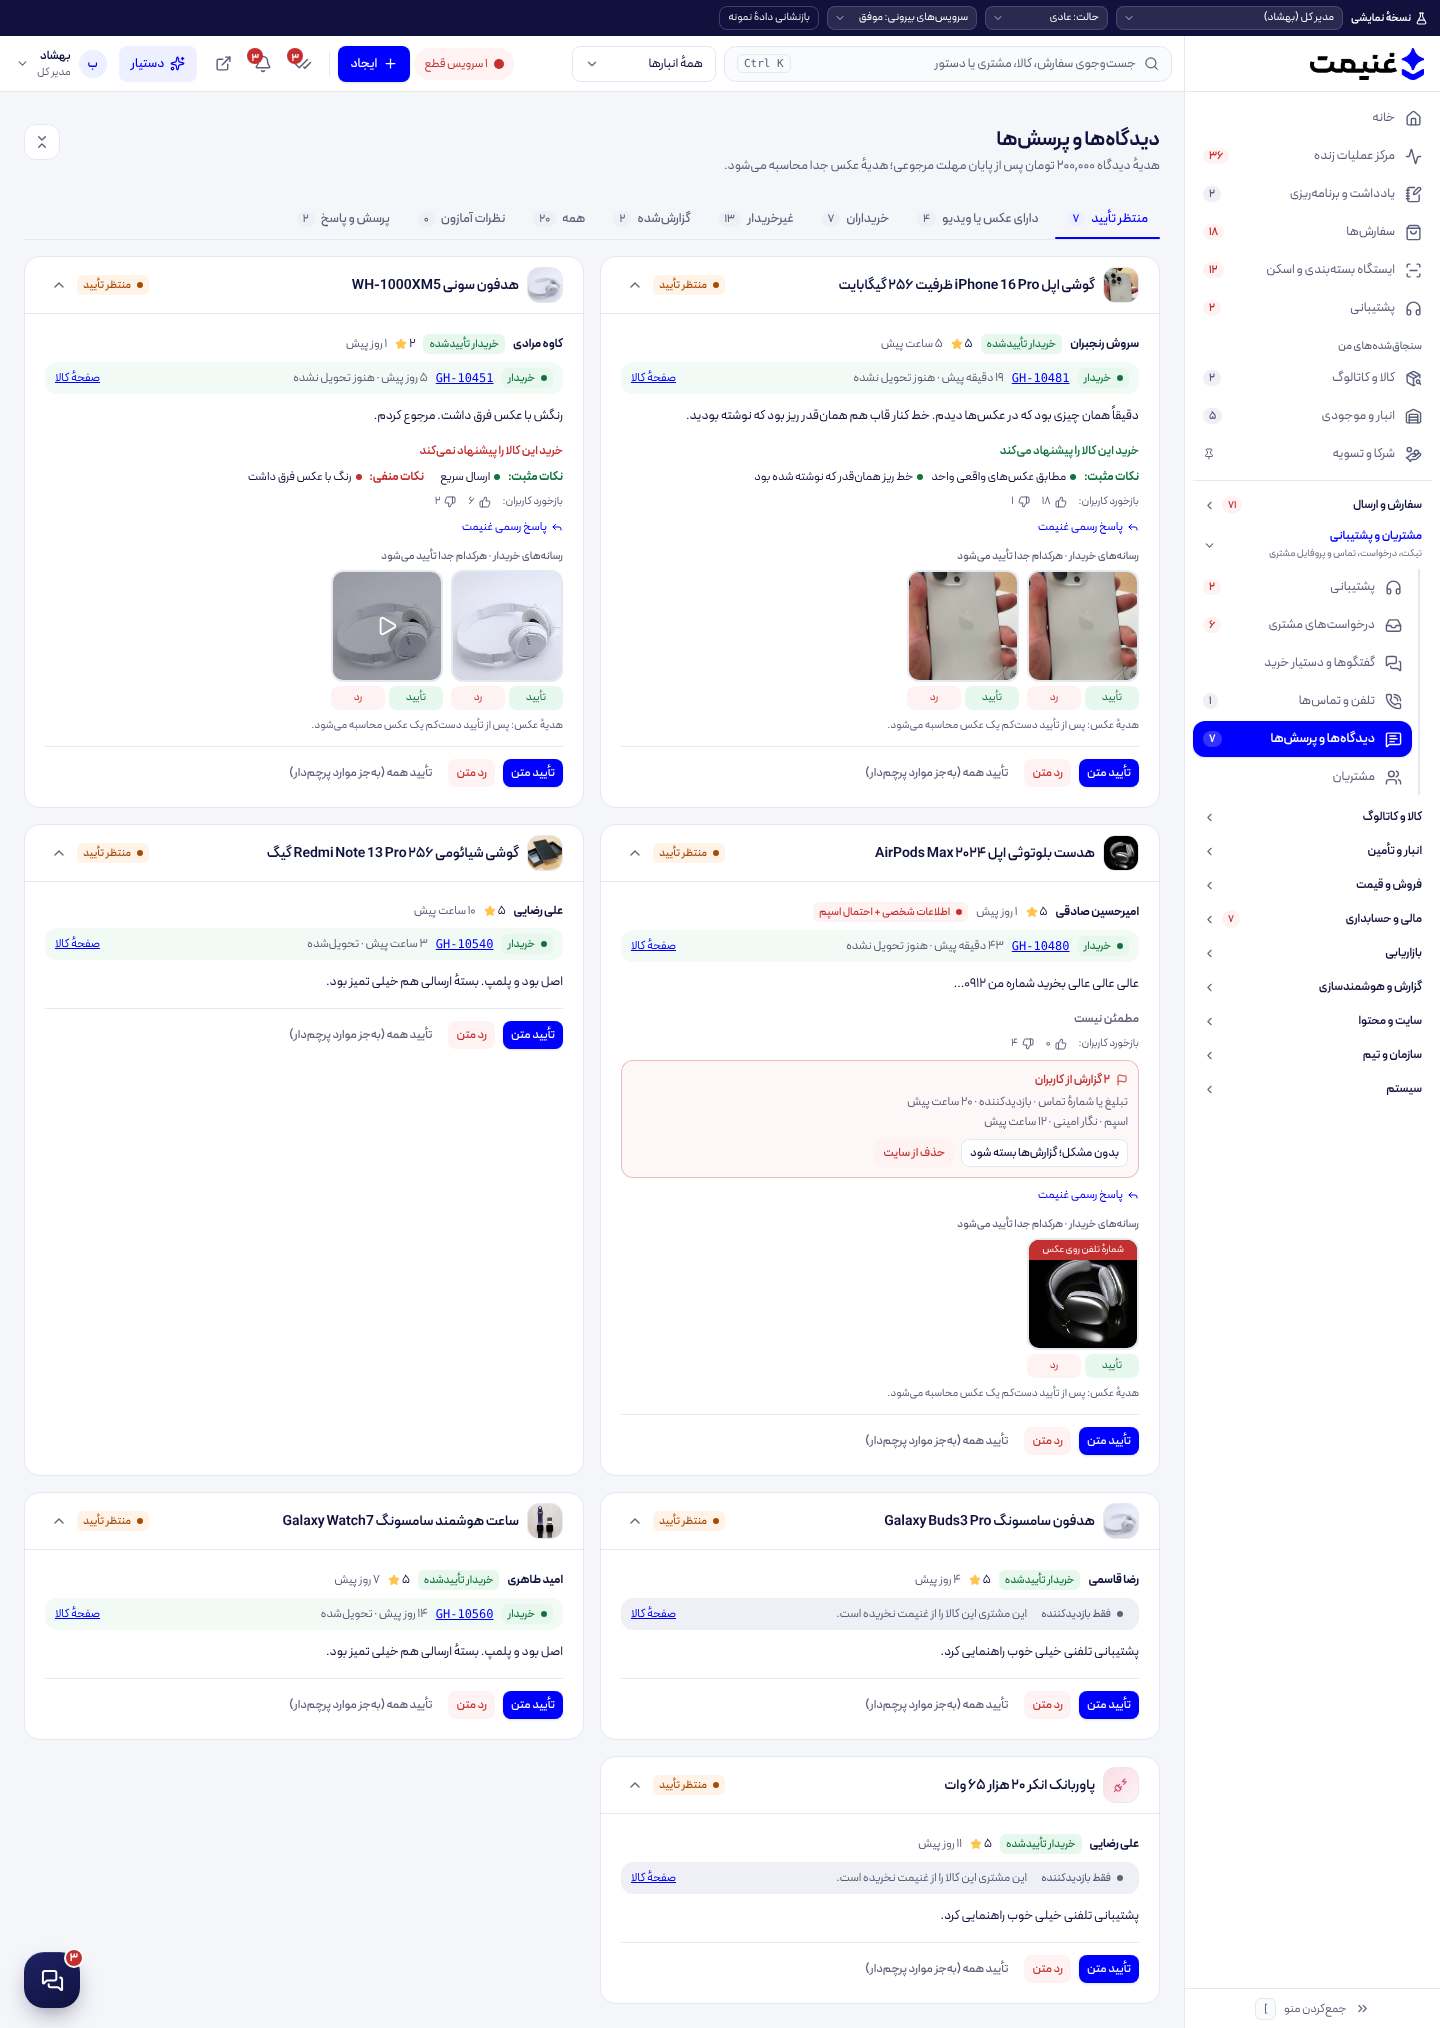 نسخهٔ نمایشی
مدیر کل (بهشاد)
حالت: عادی
سرویس‌های بیرونی: موفق
بازنشانی دادهٔ نمونه
غنیمت
جست‌وجوی سفارش، کالا، مشتری یا دستور
Ctrl K
همهٔ انبارها
۱ سرویس قطع
ایجاد
۳
۳
دستیار
ب
بهشاد
مدیر کل
خانه
مرکز عملیات زنده ۳۶
یادداشت و برنامه‌ریزی ۲
سفارش‌ها ۱۸
ایستگاه بسته‌بندی و اسکن ۱۲
پشتیبانی ۲
سنجاق‌شده‌های من
کالا و کاتالوگ ۲
انبار و موجودی ۵
شرکا و تسویه
سفارش و ارسال ۷۱
مشتریان و پشتیبانی
تیکت، درخواست، تماس و پروفایل مشتری
پشتیبانی ۲
درخواست‌های مشتری ۶
گفتگوها و دستیار خرید
تلفن و تماس‌ها ۱
دیدگاه‌ها و پرسش‌ها ۷
مشتریان
کالا و کاتالوگ
انبار و تأمین
فروش و قیمت
مالی و حسابداری ۷
بازاریابی
گزارش و هوشمندسازی
سایت و محتوا
سازمان و تیم
سیستم
جمع‌کردن منو [
دیدگاه‌ها و پرسش‌ها
هدیهٔ دیدگاه ۲۰۰,۰۰۰ تومان پس از پایان مهلت مرجوعی؛ هدیهٔ عکس جدا محاسبه می‌شود.
منتظر تأیید ۷
دارای عکس یا ویدیو ۴
خریداران ۷
غیرخریدار ۱۳
گزارش‌شده ۲
همه ۲۰
نظرات آمازون ۰
پرسش و پاسخ ۲
گوشی اپل iPhone 16 Pro ظرفیت ۲۵۶ گیگابایت
منتظر تأیید
سروش رنجبران خریدار تأییدشده ۵ ۵ ساعت پیش
خریدار GH-10481 ۱۹ دقیقه پیش · هنوز تحویل نشده صفحهٔ کالا
دقیقاً همان چیزی بود که در عکس‌ها دیدم. خط کنار قاب هم همان‌قدر ریز بود که نوشته بودید.
خرید این کالا را پیشنهاد می‌کند
نکات مثبت: مطابق عکس‌های واقعی واحد خط ریز همان‌قدر که نوشته شده بود
بازخورد کاربران: ۱۸ ۱
پاسخ رسمی غنیمت
رسانه‌های خریدار · هرکدام جدا تأیید می‌شود
تأیید رد تأیید رد
هدیهٔ عکس: پس از تأیید دست‌کم یک عکس محاسبه می‌شود.
تأیید متن رد متن تأیید همه (به‌جز موارد پرچم‌دار)
هدفون سونی WH-1000XM5
منتظر تأیید
کاوه مرادی خریدار تأییدشده ۲ ۱ روز پیش
خریدار GH-10451 ۵ روز پیش · هنوز تحویل نشده صفحهٔ کالا
رنگش با عکس فرق داشت. مرجوع کردم.
خرید این کالا را پیشنهاد نمی‌کند
نکات مثبت: ارسال سریع نکات منفی: رنگ با عکس فرق داشت
بازخورد کاربران: ۶ ۲
پاسخ رسمی غنیمت
رسانه‌های خریدار · هرکدام جدا تأیید می‌شود
تأیید رد تأیید رد
هدیهٔ عکس: پس از تأیید دست‌کم یک عکس محاسبه می‌شود.
تأیید متن رد متن تأیید همه (به‌جز موارد پرچم‌دار)
هدست بلوتوثی اپل AirPods Max ۲۰۲۴
منتظر تأیید
امیرحسین صادقی ۵ ۱ روز پیش اطلاعات شخصی + احتمال اسپم
خریدار GH-10480 ۴۳ دقیقه پیش · هنوز تحویل نشده صفحهٔ کالا
عالی عالی عالی بخرید شماره من ۰۹۱۲...
مطمئن نیست
بازخورد کاربران: ۰ ۴
۲ گزارش از کاربران
تبلیغ یا شمارهٔ تماس · بازدیدکننده · ۲۰ ساعت پیش
اسپم · نگار امینی · ۱۲ ساعت پیش
بدون مشکل؛ گزارش‌ها بسته شود حذف از سایت
پاسخ رسمی غنیمت
رسانه‌های خریدار · هرکدام جدا تأیید می‌شود
شمارهٔ تلفن روی عکس
تأیید رد
هدیهٔ عکس: پس از تأیید دست‌کم یک عکس محاسبه می‌شود.
تأیید متن رد متن تأیید همه (به‌جز موارد پرچم‌دار)
گوشی شیائومی Redmi Note 13 Pro ۲۵۶ گیگ
منتظر تأیید
علی رضایی ۵ ۱۰ ساعت پیش
خریدار GH-10540 ۳ ساعت پیش · تحویل‌شده صفحهٔ کالا
اصل بود و پلمپ. بستهٔ ارسالی هم خیلی تمیز بود.
تأیید متن رد متن تأیید همه (به‌جز موارد پرچم‌دار)
هدفون سامسونگ Galaxy Buds3 Pro
منتظر تأیید
رضا قاسمی خریدار تأییدشده ۵ ۴ روز پیش
فقط بازدیدکننده این مشتری این کالا را از غنیمت نخریده است. صفحهٔ کالا
پشتیبانی تلفنی خیلی خوب راهنمایی کرد.
تأیید متن رد متن تأیید همه (به‌جز موارد پرچم‌دار)
ساعت هوشمند سامسونگ Galaxy Watch7
منتظر تأیید
امید طاهری خریدار تأییدشده ۵ ۷ روز پیش
خریدار GH-10560 ۱۴ روز پیش · تحویل‌شده صفحهٔ کالا
اصل بود و پلمپ. بستهٔ ارسالی هم خیلی تمیز بود.
تأیید متن رد متن تأیید همه (به‌جز موارد پرچم‌دار)
پاوربانک انکر ۲۰ هزار ۶۵ وات
منتظر تأیید
علی رضایی خریدار تأییدشده ۵ ۱۱ روز پیش
فقط بازدیدکننده این مشتری این کالا را از غنیمت نخریده است. صفحهٔ کالا
پشتیبانی تلفنی خیلی خوب راهنمایی کرد.
تأیید متن رد متن تأیید همه (به‌جز موارد پرچم‌دار)
۳